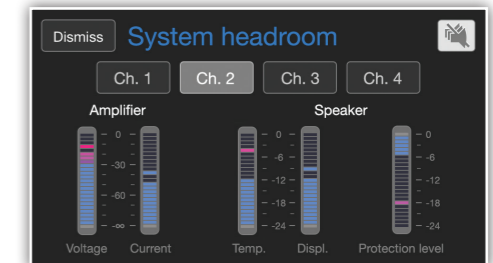 Dismiss System headroom
Ch. 1 Ch. 2 Ch. 3 Ch. 4
Amplifier Speaker
0 0 0
-30 -6 -6
-12 -12
-60 -18 -18
-∞ -24 -24
Voltage Current Temp. Displ. Protection level